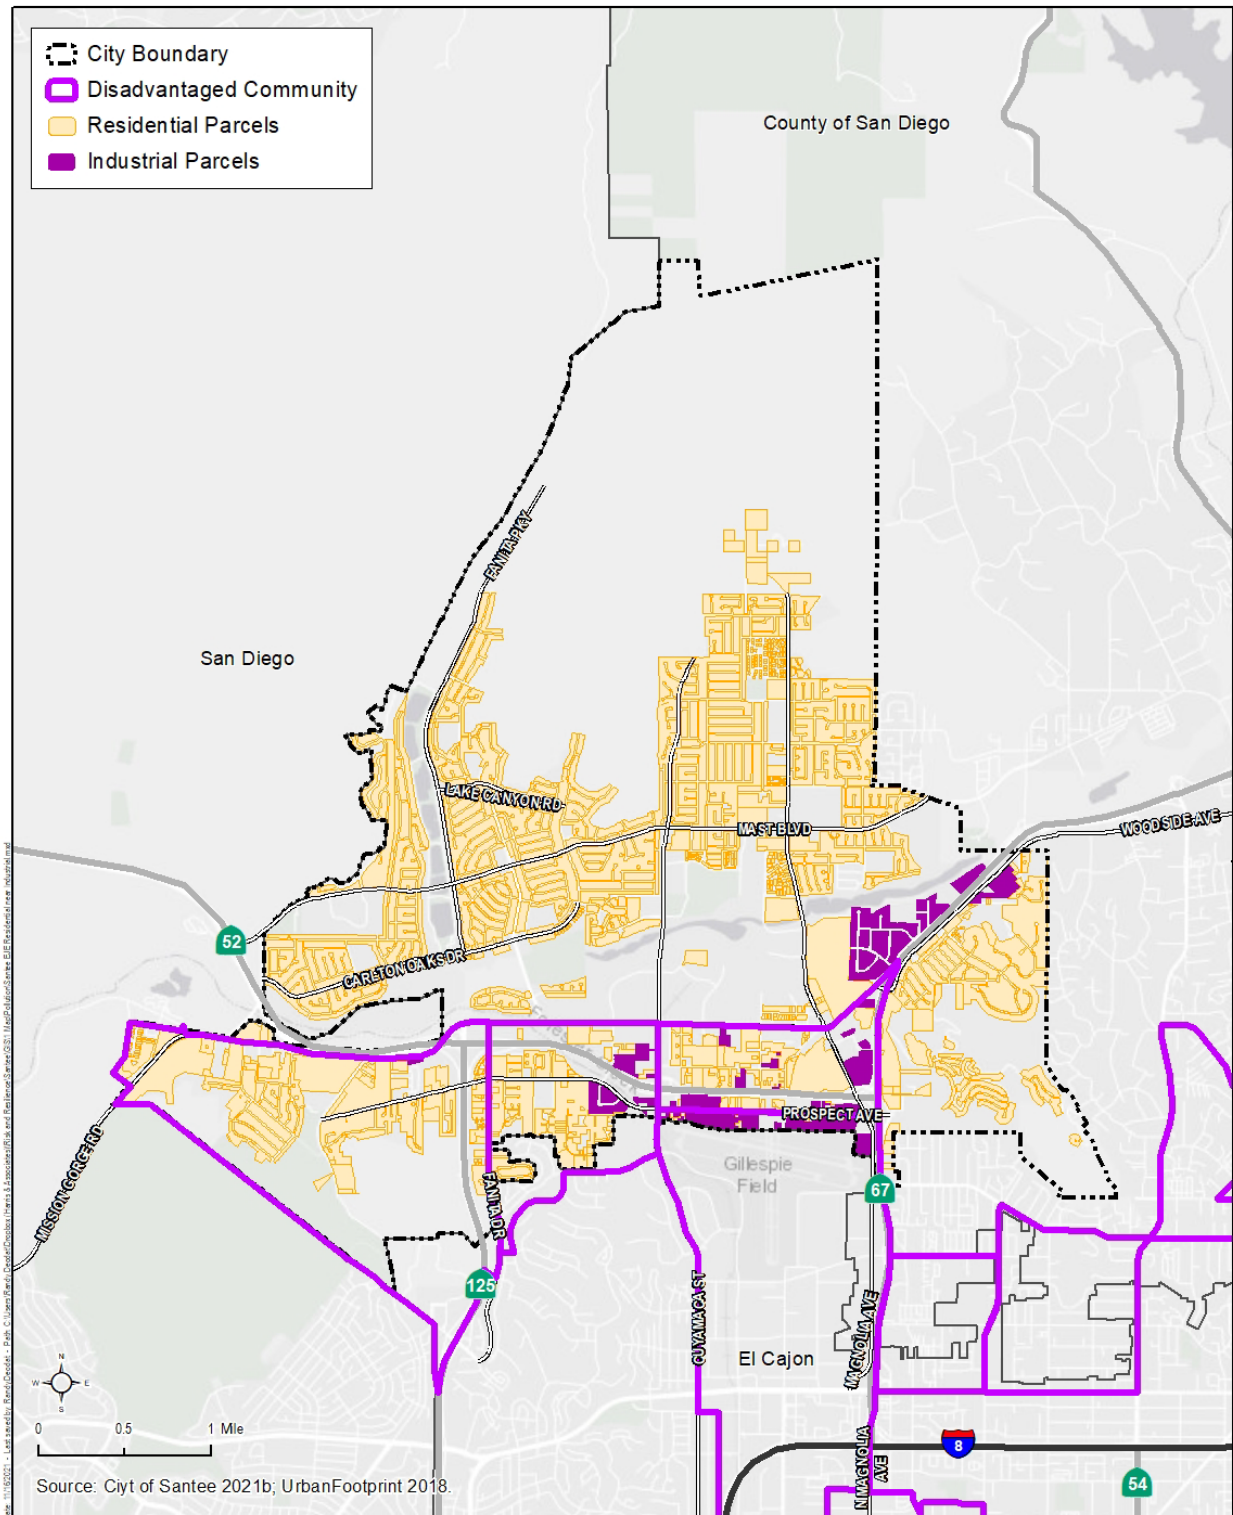 City Boundary
Disadvantaged Community
Residential Parcels
Industrial Parcels
County of San Diego
FANITA PKY
San Diego
LAKE CANYON RD
MAST BLVD
WOODSIDE AVE
52
CARLTON OAKS DR
PROSPECT AVE
MISSION GORGE RD
Gillespie
Field
FANITA DR
67
125
CUYAMACA ST
MAGNOLIA AVE
El Cajon
N
W E
S
0 0.5 1 Mile
N MAGNOLIA
AVE
8
54
Source: Ciyt of Santee 2021b; UrbanFootprint 2018.